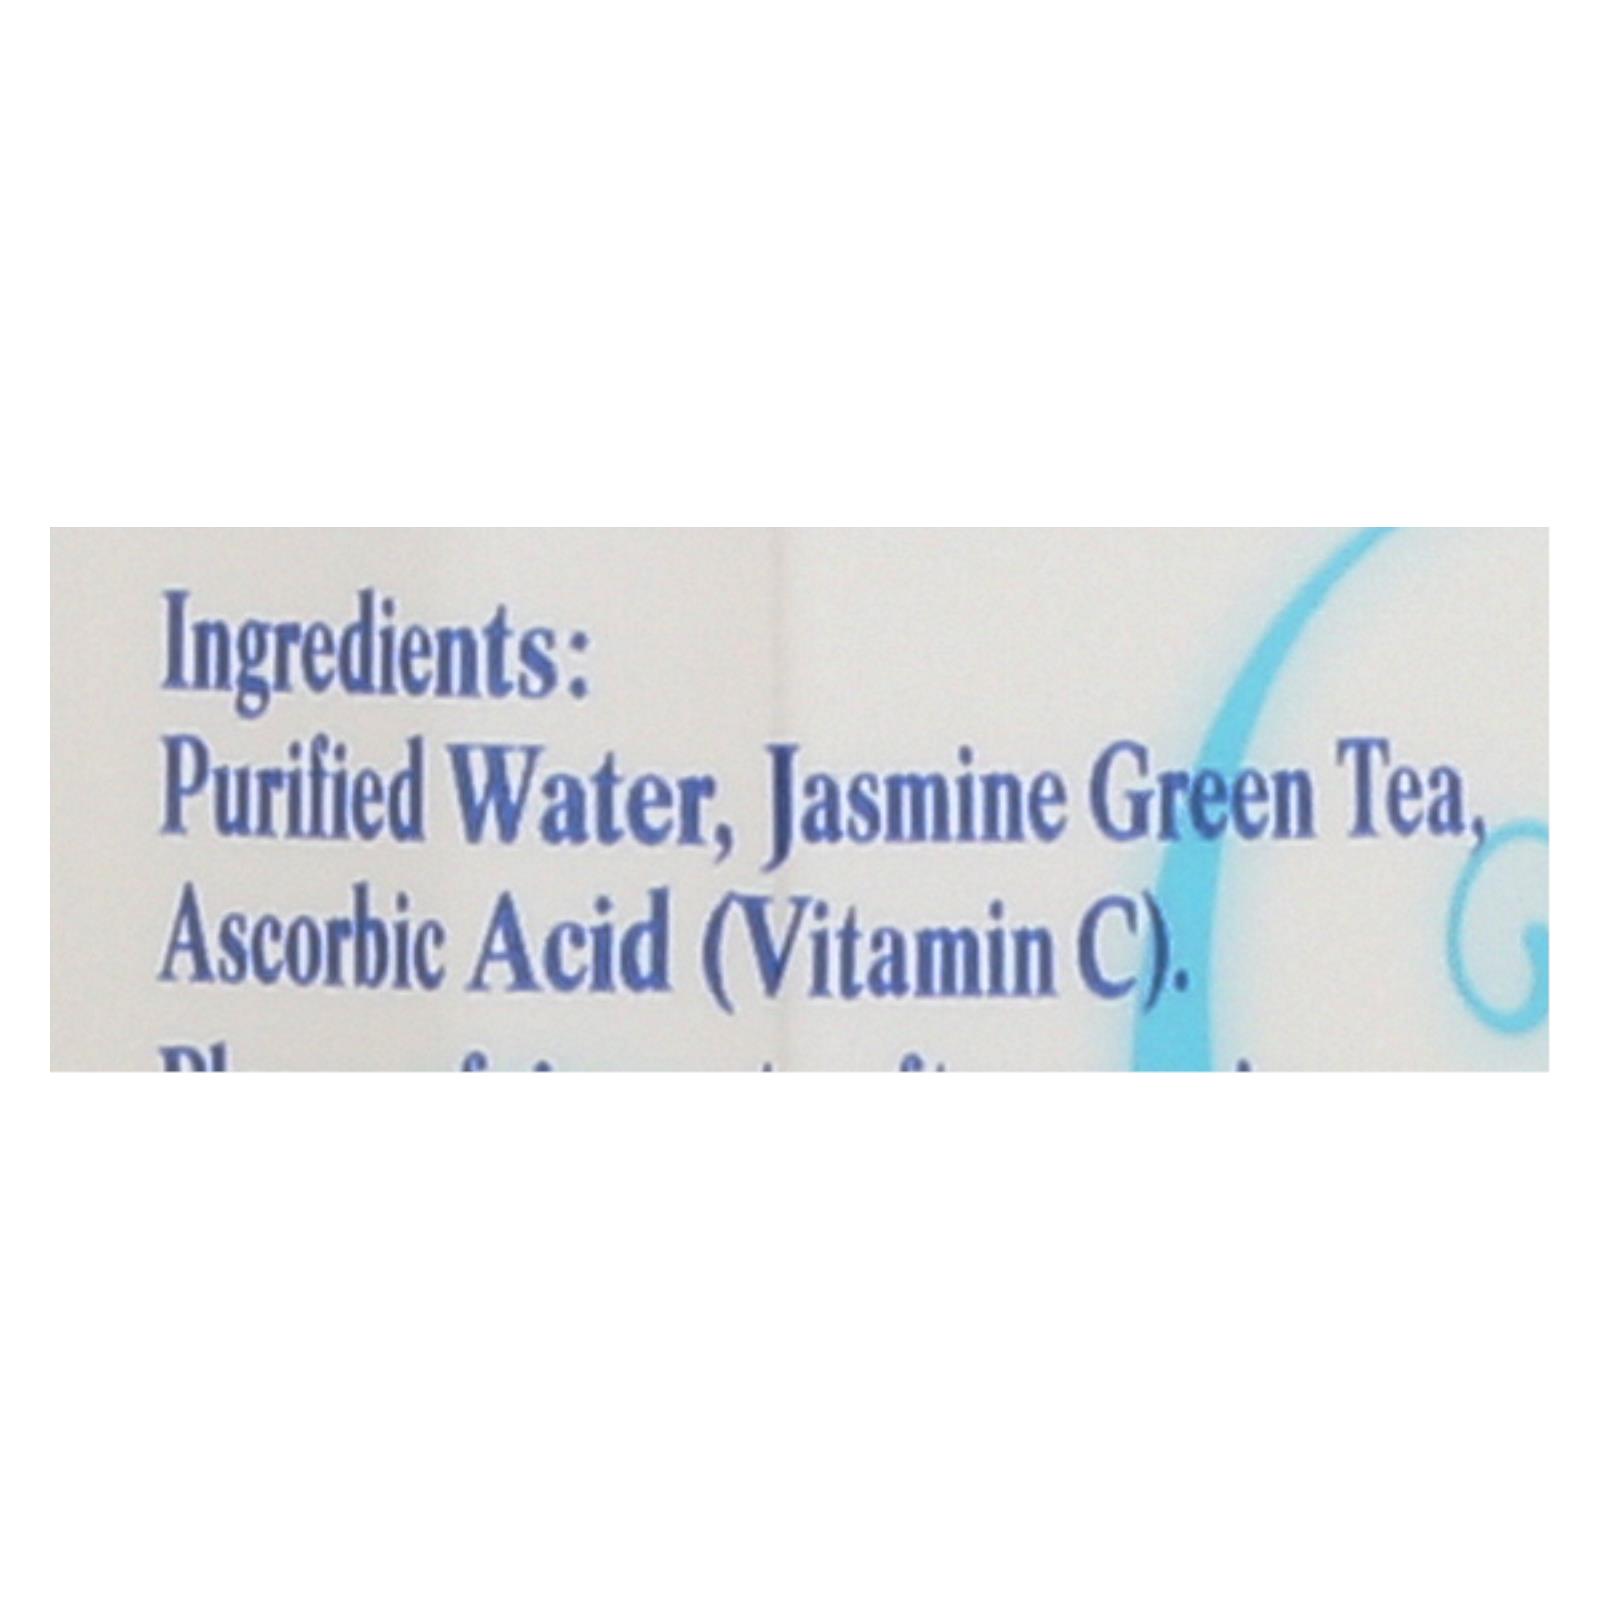 Ingredients:
Purified Water, Jasmine Green Tea,
Ascorbic Acid (Vitamin C).